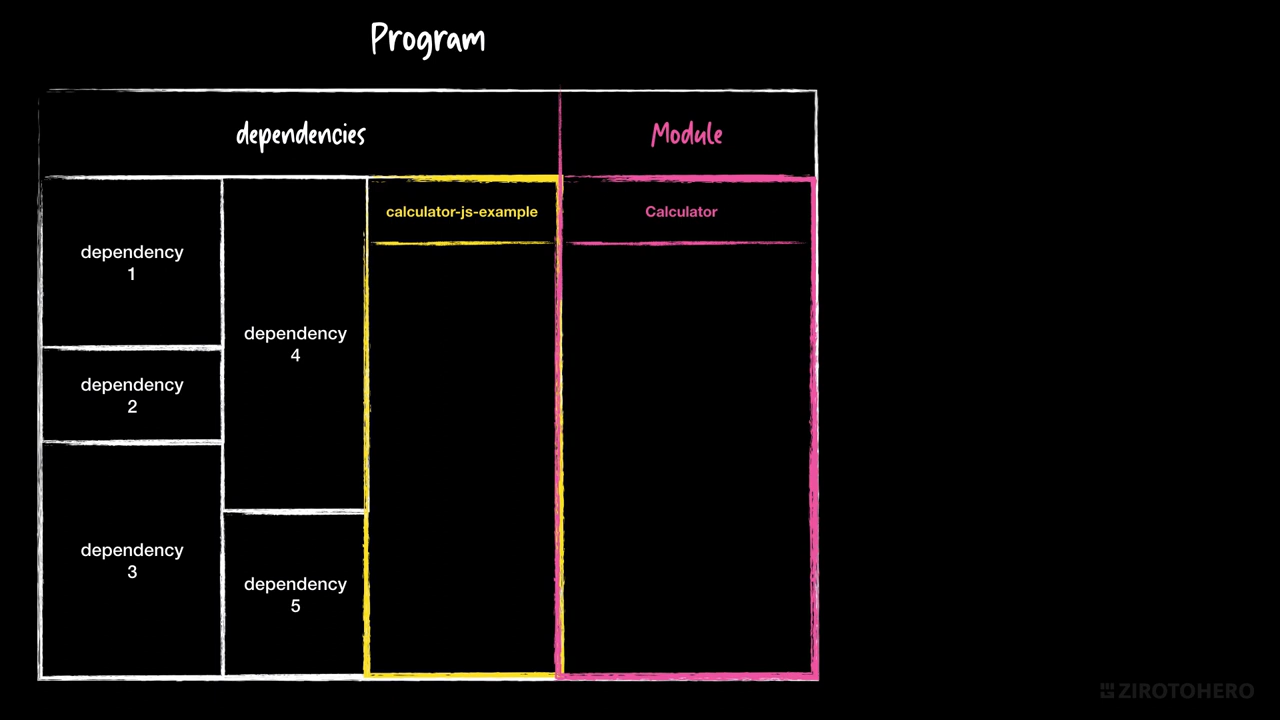 Program
dependencies
Module
calculator-js-example
Calculator
dependency
1
dependency
4
dependency
2
dependency
3
dependency
5
ZIROTOHERO